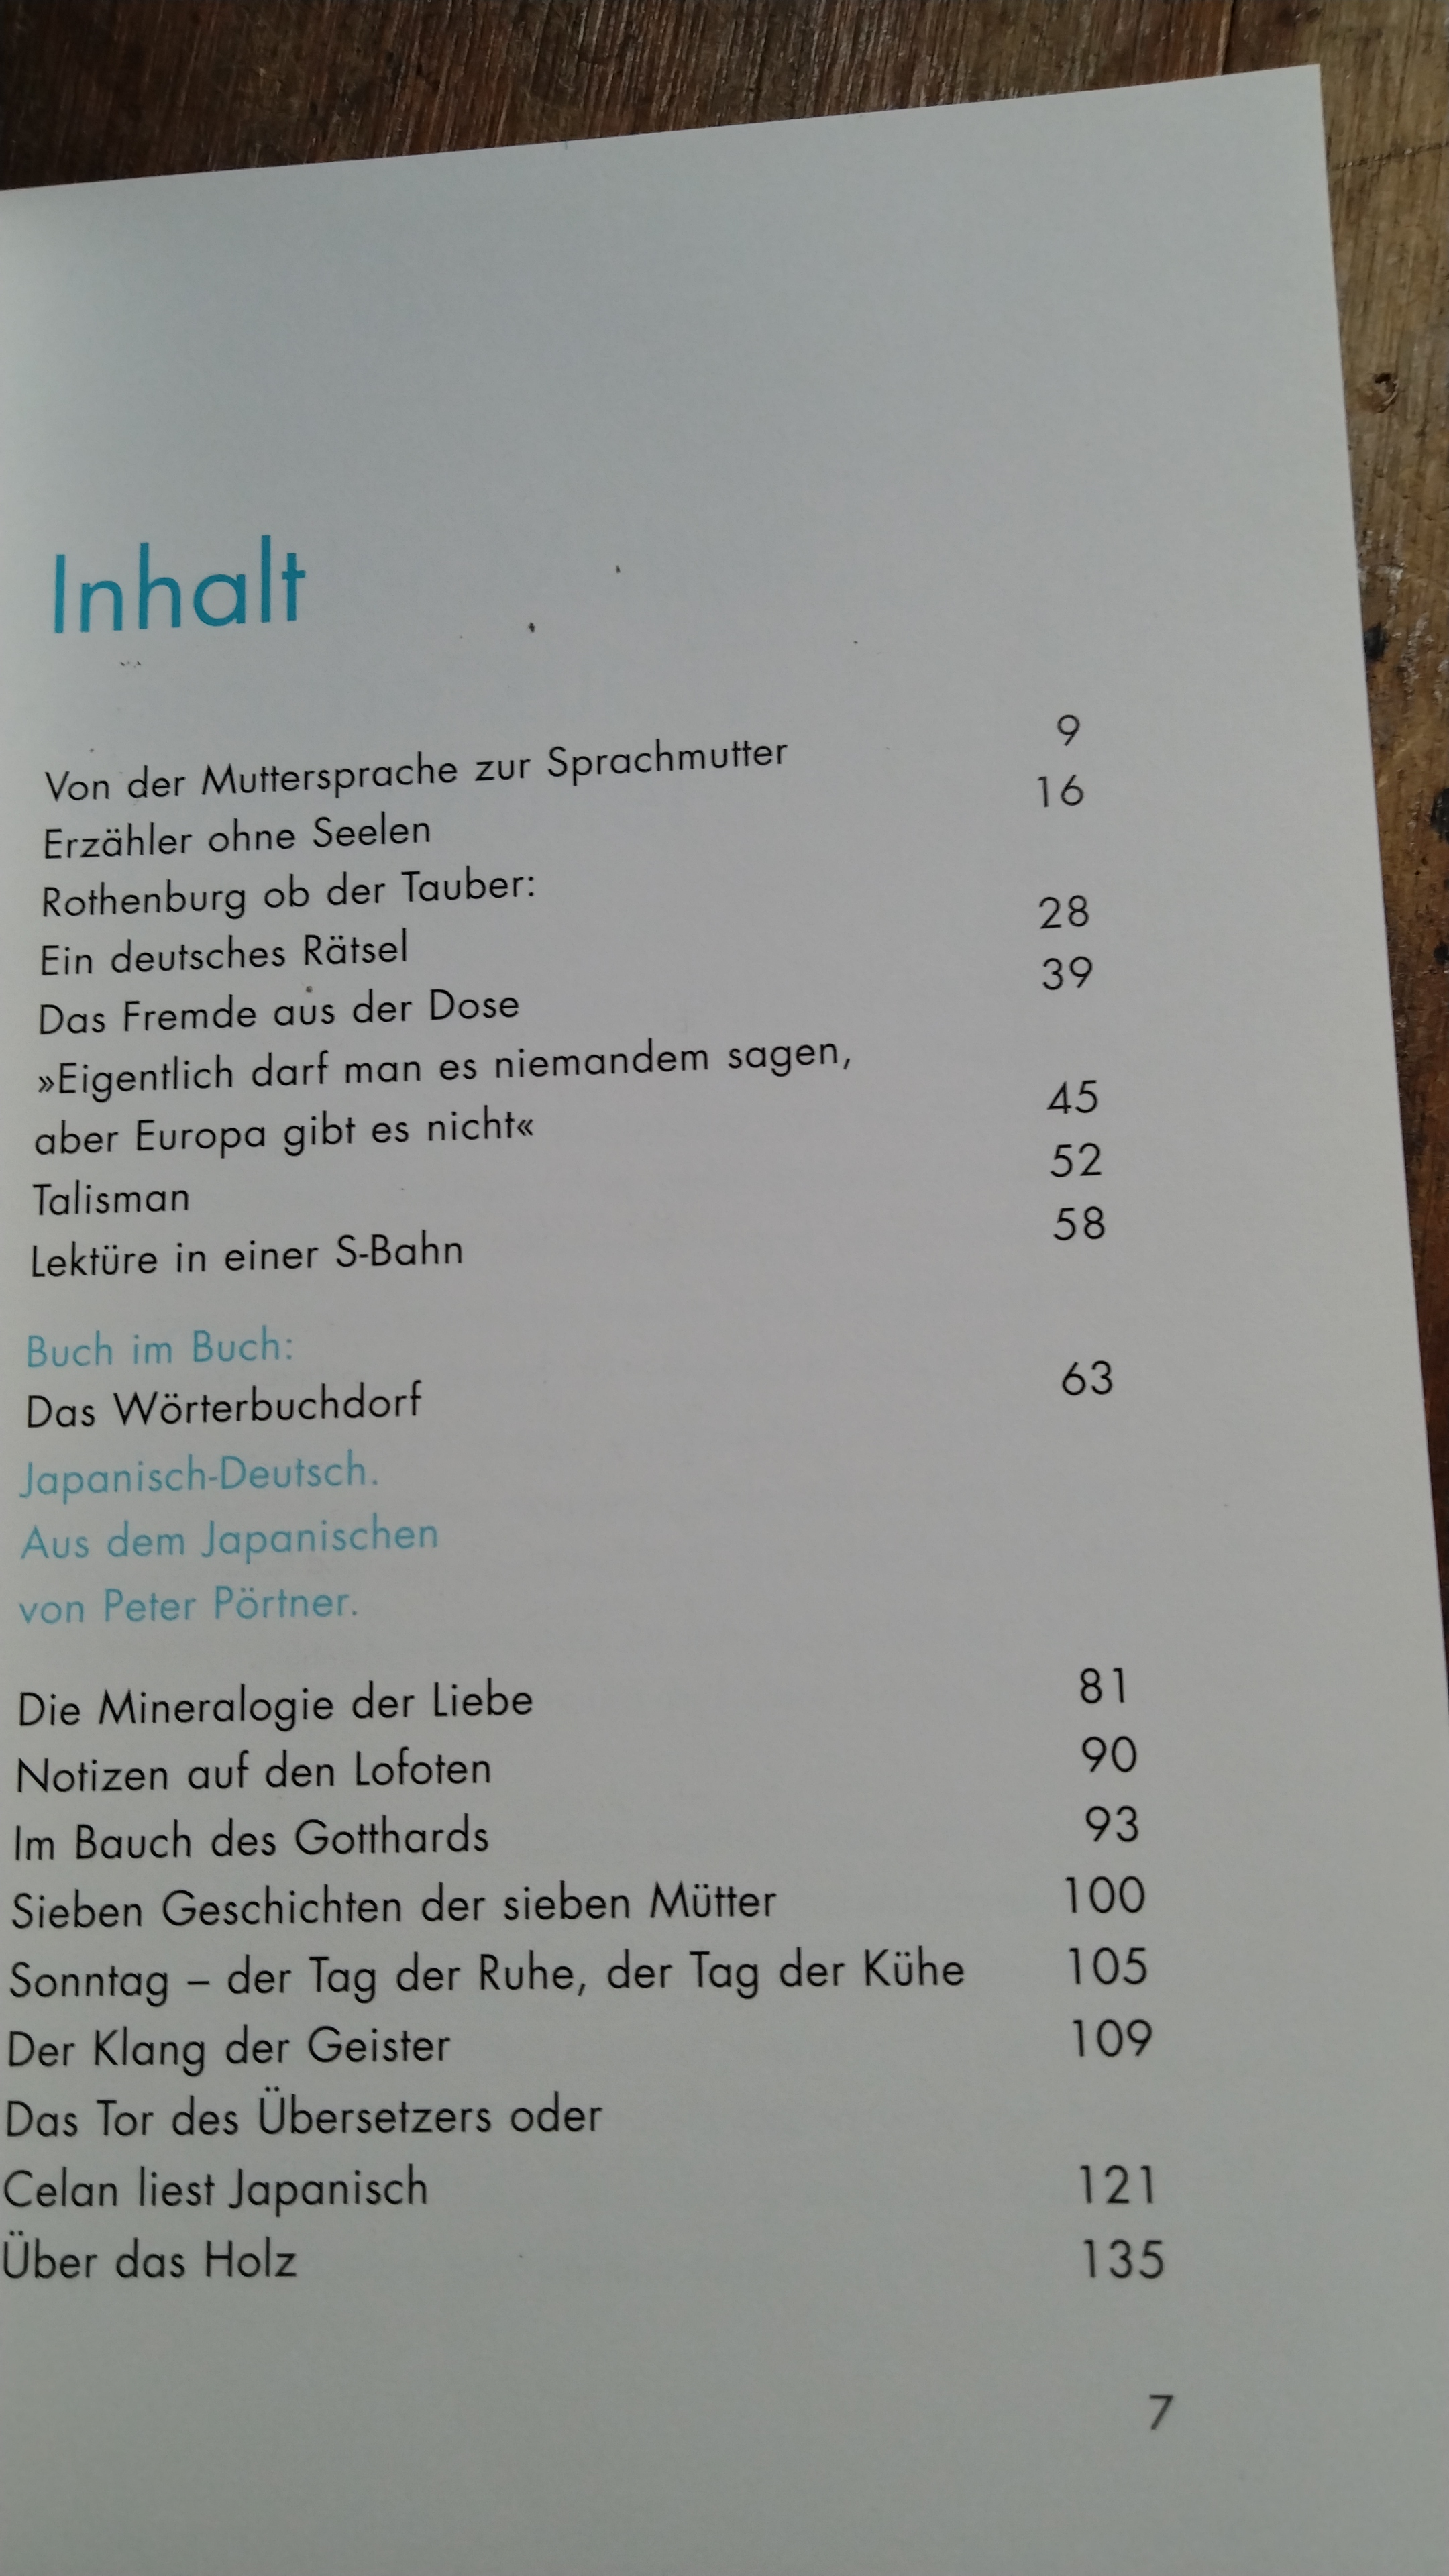 Inhalt
Von der Muttersprache zur Sprachmutter 9
Erzähler ohne Seelen 16
Rothenburg ob der Tauber:
Ein deutsches Rätsel 28
Das Fremde aus der Dose 39
»Eigentlich darf man es niemandem sagen,
aber Europa gibt es nicht« 45
Talisman 52
Lektüre in einer S-Bahn 58
Buch im Buch:
Das Wörterbuchdorf 63
Japanisch-Deutsch.
Aus dem Japanischen
von Peter Pörtner.
Die Mineralogie der Liebe 81
Notizen auf den Lofoten 90
Im Bauch des Gotthards 93
Sieben Geschichten der sieben Mütter 100
Sonntag – der Tag der Ruhe, der Tag der Kühe 105
Der Klang der Geister 109
Das Tor des Übersetzers oder
Celan liest Japanisch 121
Über das Holz 135
7